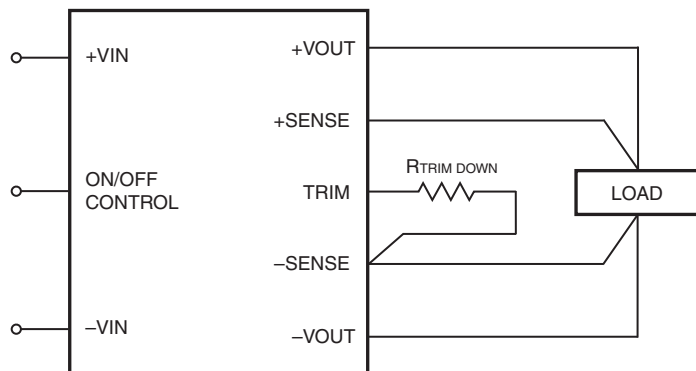 +VIN
ON/OFF
CONTROL
–VIN
+VOUT
+SENSE
TRIM
–SENSE
–VOUT
RTRIM DOWN
LOAD